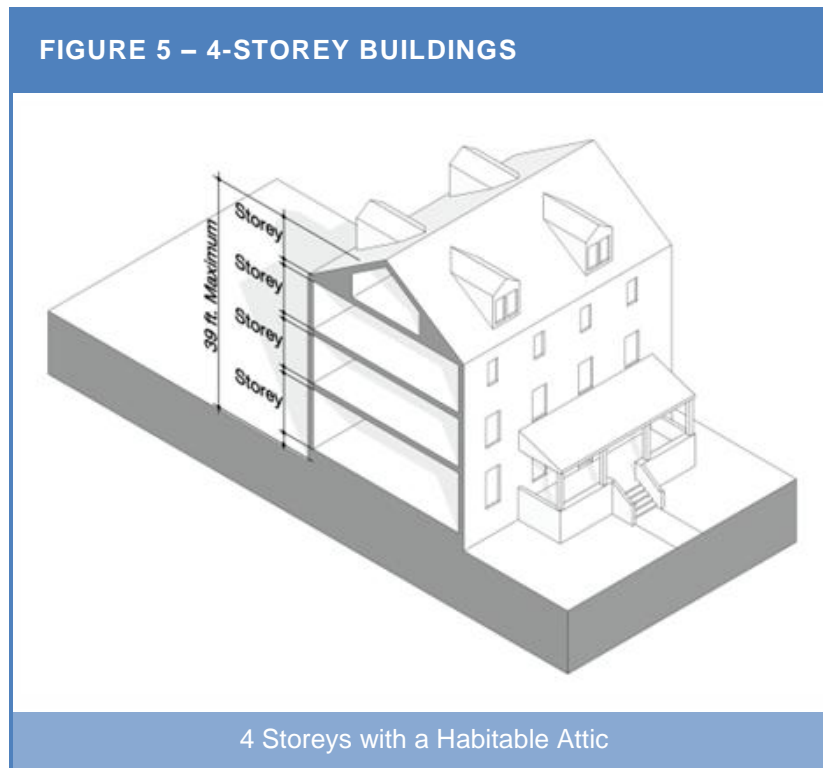 FIGURE 5 – 4-STOREY BUILDINGS
39 ft. Maximum
Storey
Storey
Storey
Storey
4 Storeys with a Habitable Attic